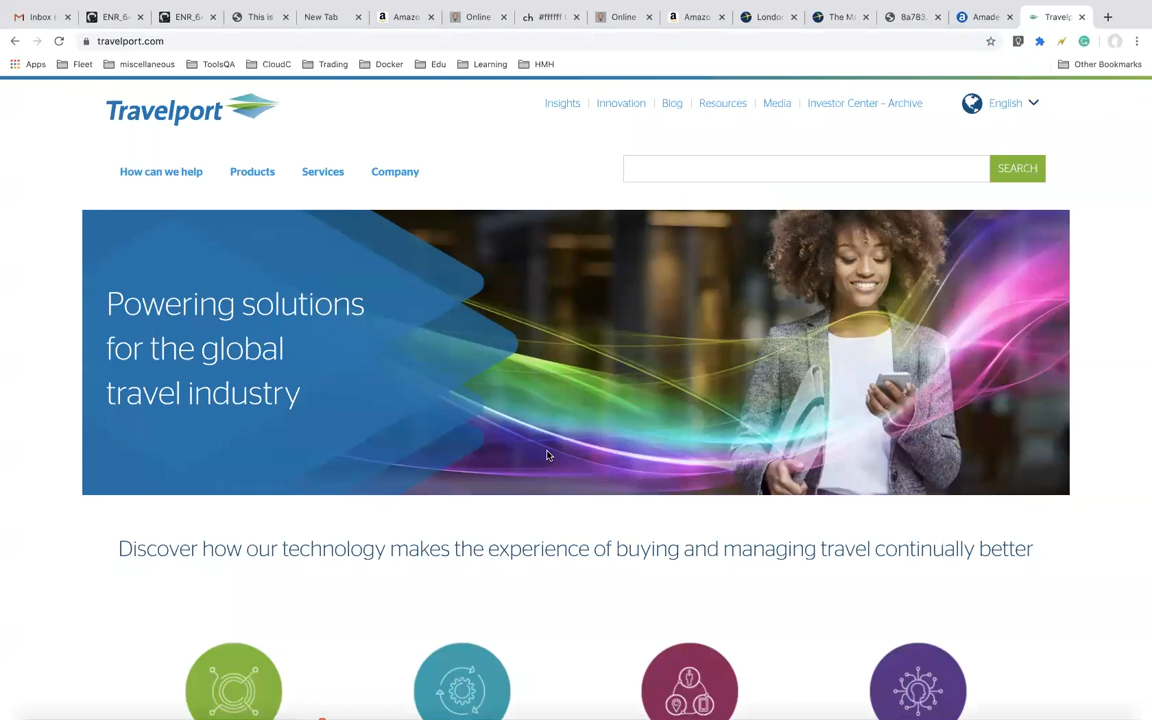 Inbox (
ENR_6
ENR_6
This is
New Tab
Amazo
Online
ch #ffffff
Online
Amazo
Londo
The M
8a783.
Amade
Travelp
travelport.com
Apps Fleet miscellaneous ToolsQA CloudC Trading Docker Edu Learning HMH Other Bookmarks
Travelport
Insights Innovation Blog Resources Media Investor Center – Archive English
How can we help Products Services Company SEARCH
Powering solutions
for the global
travel industry
Discover how our technology makes the experience of buying and managing travel continually better